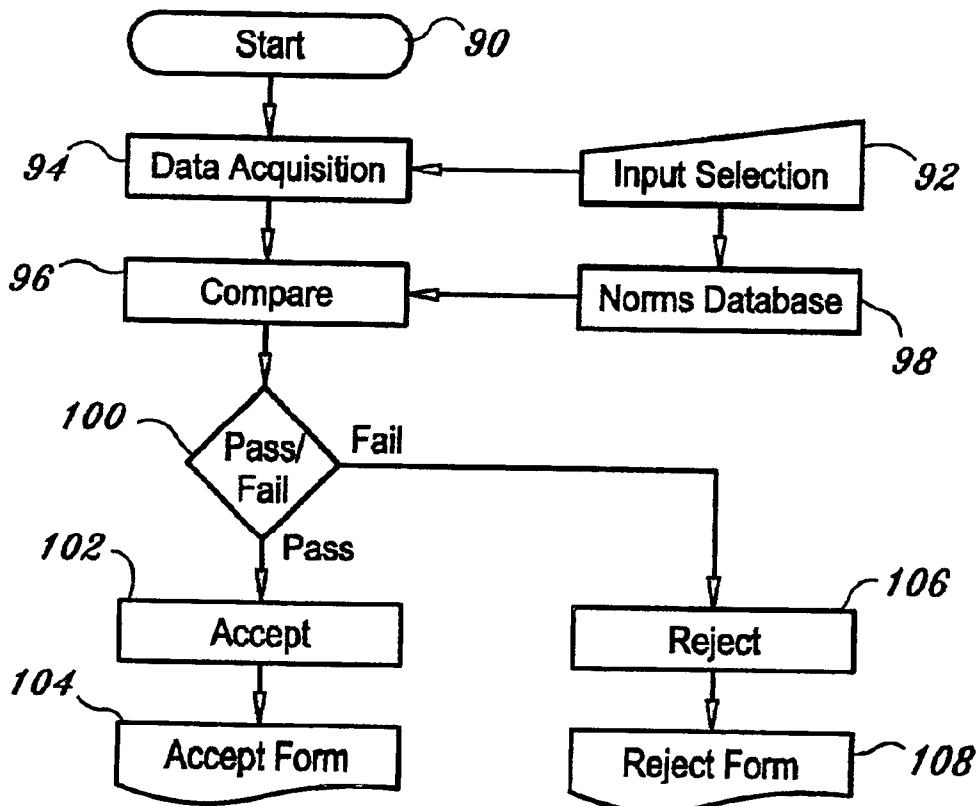 Start
90
94
Data Acquisition
Input Selection
92
96
Compare
Norms Database
98
100
Pass/
Fail
Fail
Pass
102
Accept
106
Reject
104
Accept Form
Reject Form
108